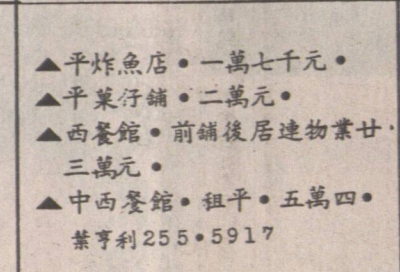 ▲平炸魚店•一萬七千元•
▲平菓仔舖•二萬元•
▲西餐館•前舖後居連物業廿•
三萬元•
▲中西餐館•租平•五萬四•
葉亨利255•5917